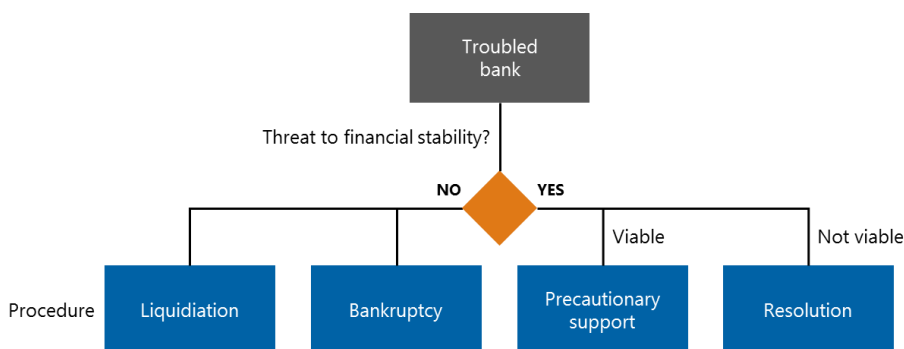 Troubled
bank
Threat to financial stability?
NO
YES
Viable
Not viable
Procedure
Liquidiation
Bankruptcy
Precautionary
support
Resolution